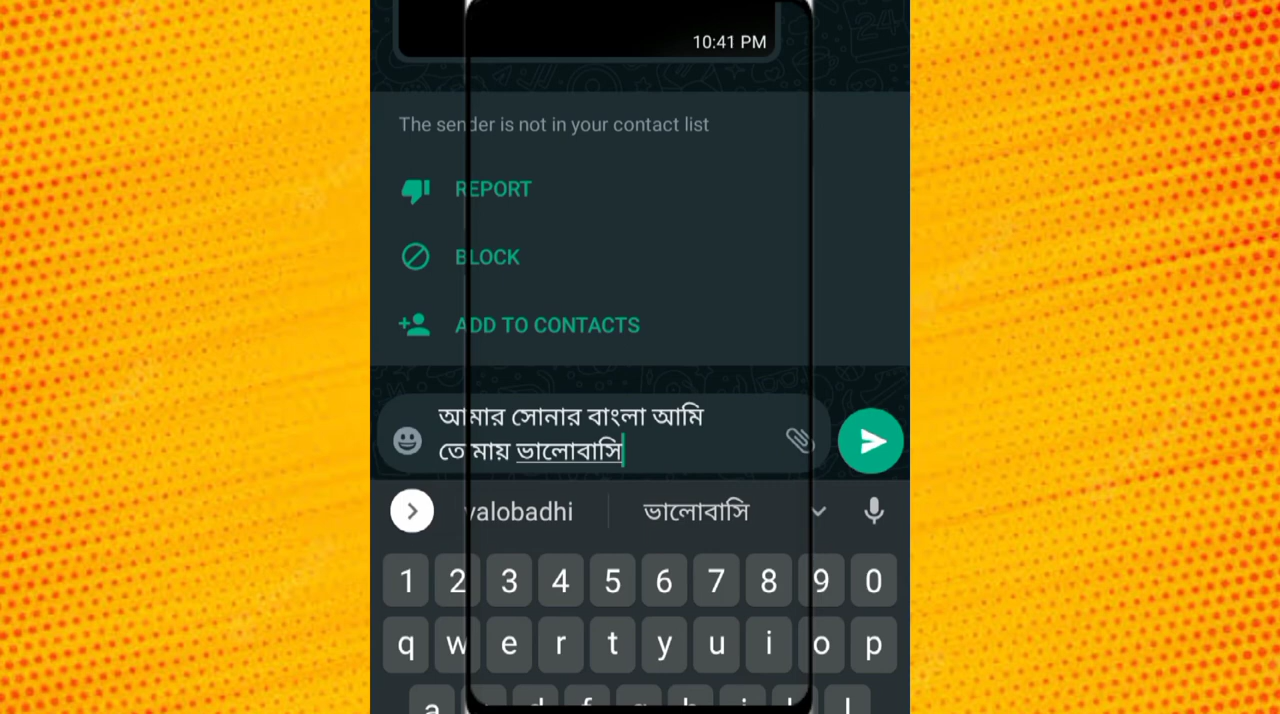 10:41 PM
The sender is not in your contact list
REPORT
BLOCK
ADD TO CONTACTS
আমার সোনার বাংলা আমি
তোমায় ভালোবাসি
valobadhi ভালোবাসি
1 2 3 4 5 6 7 8 9 0
q w e r t y u i o p